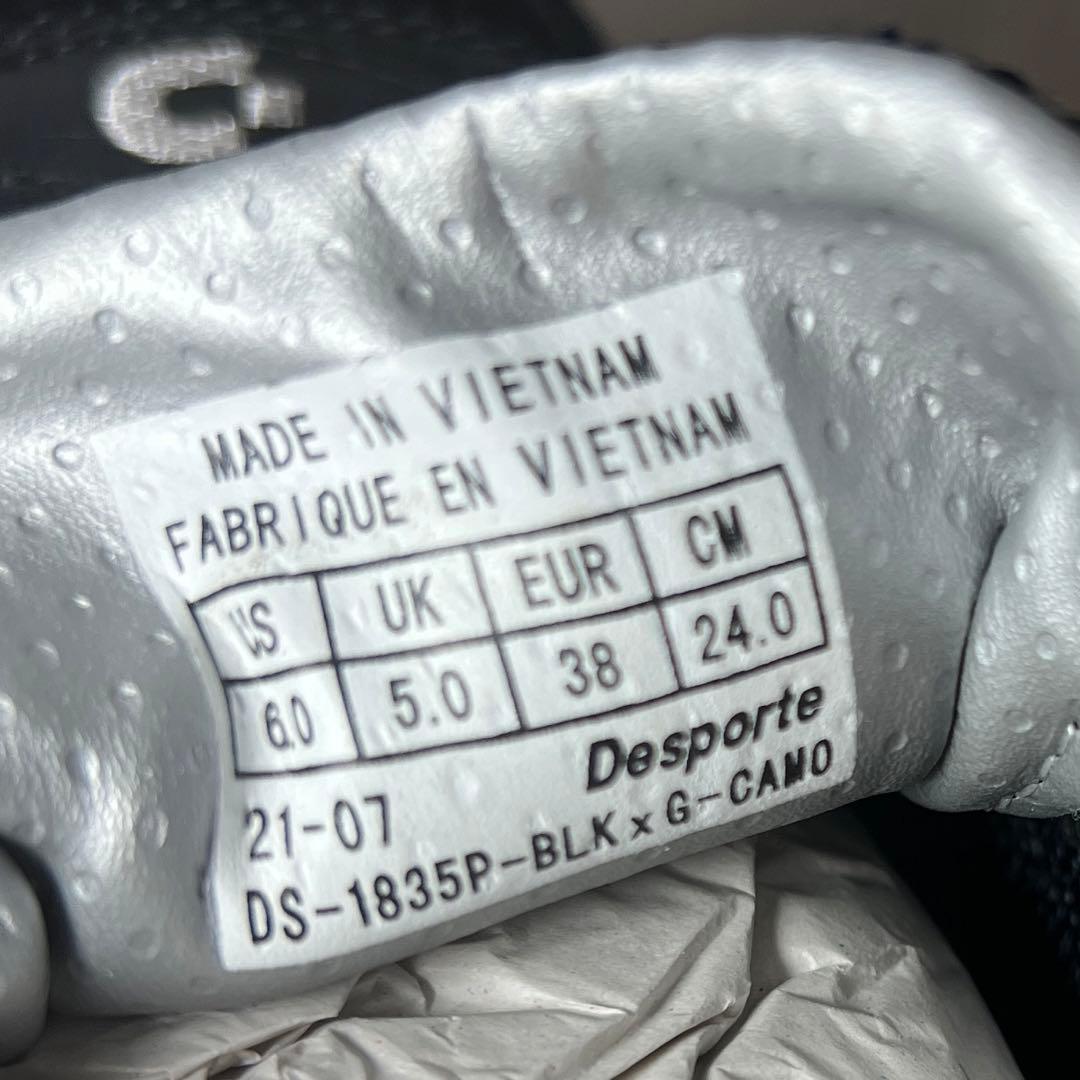 MADE IN VIETNAM
FABRIQUE EN VIETNAM
US UK EUR CM
6.0 5.0 38 24.0
Desporte
21-07
DS-1835P-BLK×G-CAMO